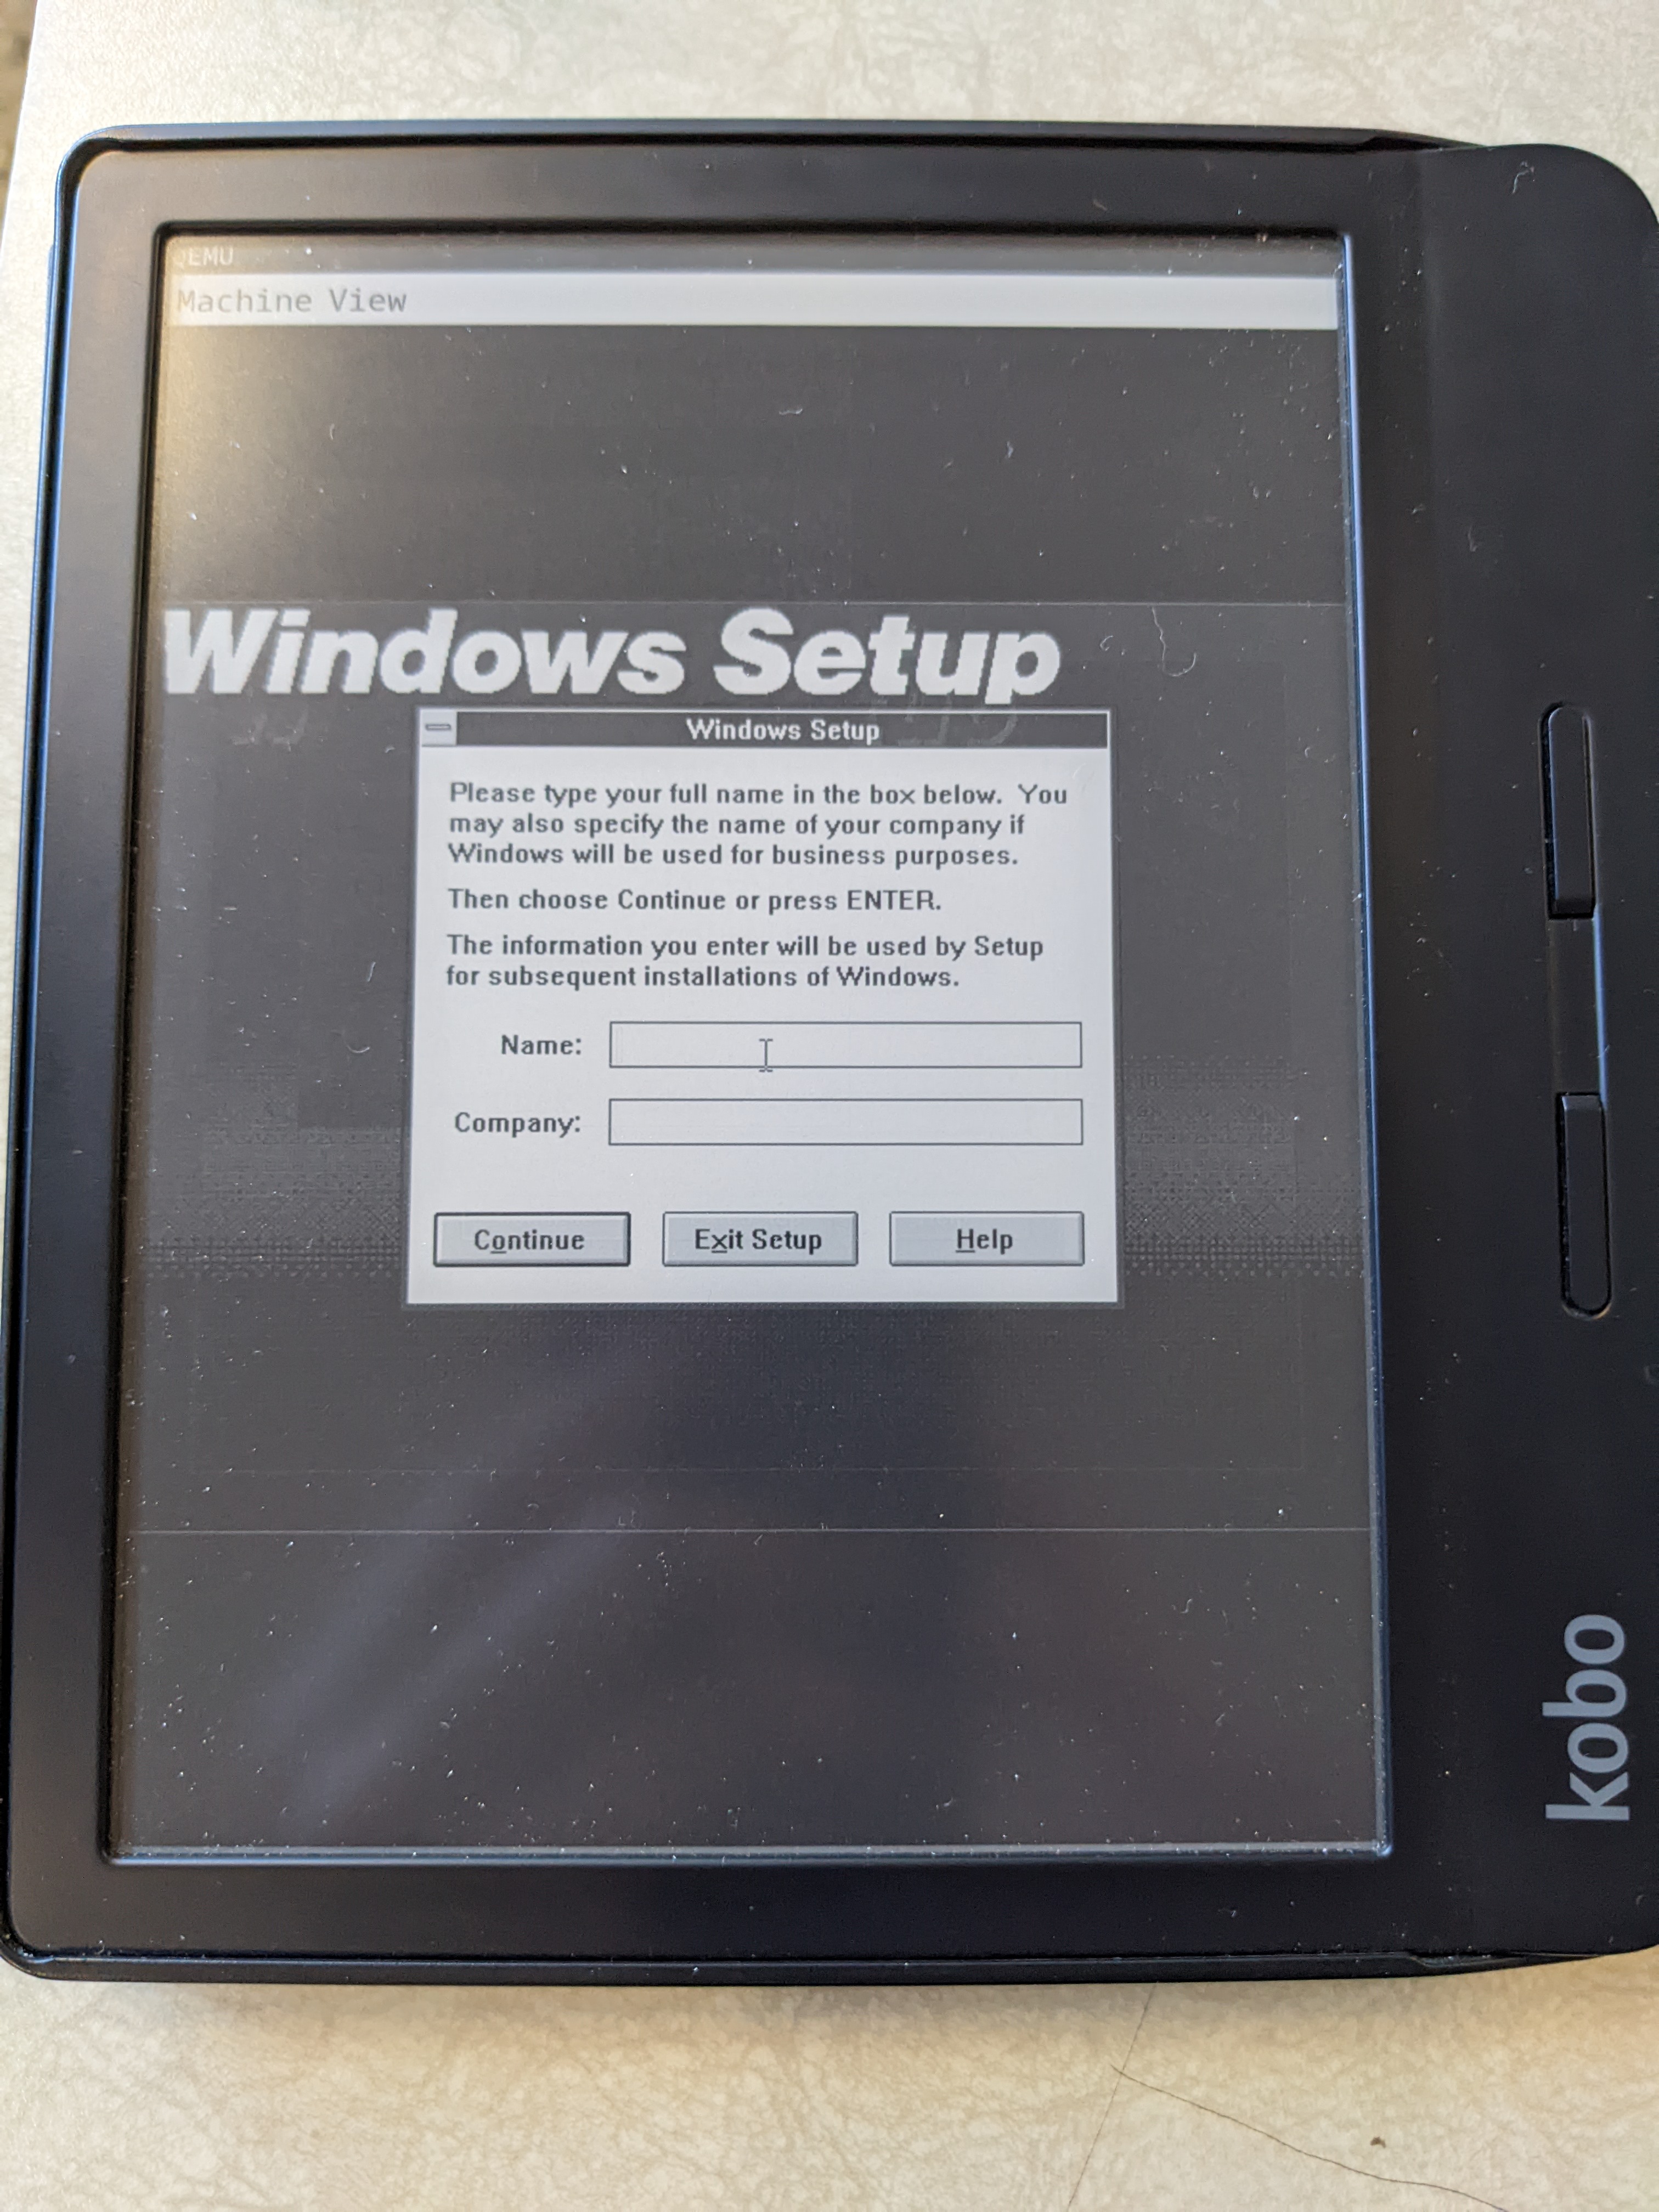 QEMU
Machine View
Windows Setup
Windows Setup
Please type your full name in the box below. You
may also specify the name of your company if
Windows will be used for business purposes.
Then choose Continue or press ENTER.
The information you enter will be used by Setup
for subsequent installations of Windows.
Name:
Company:
Continue Exit Setup Help
kobo